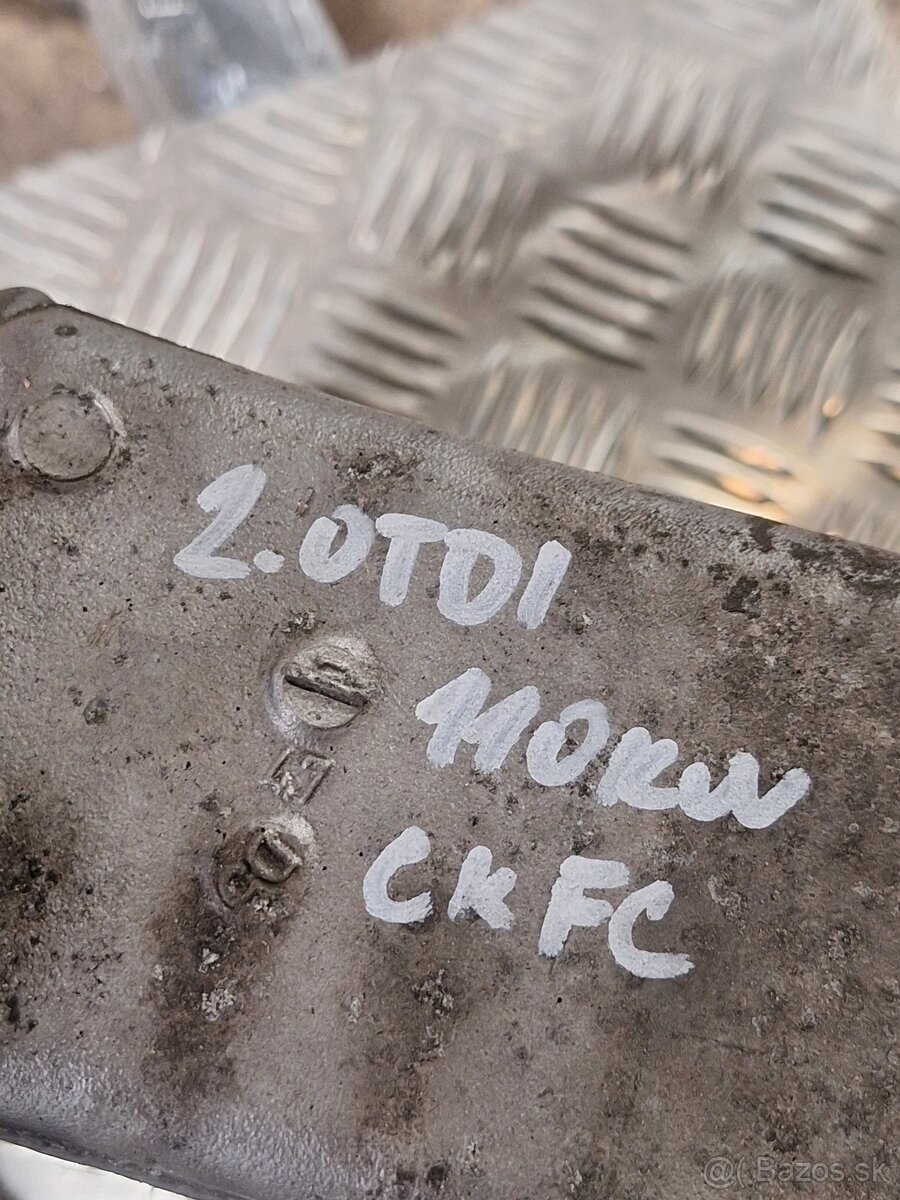 2.0TDI
110KW
CKFC
@( Bazos.sk